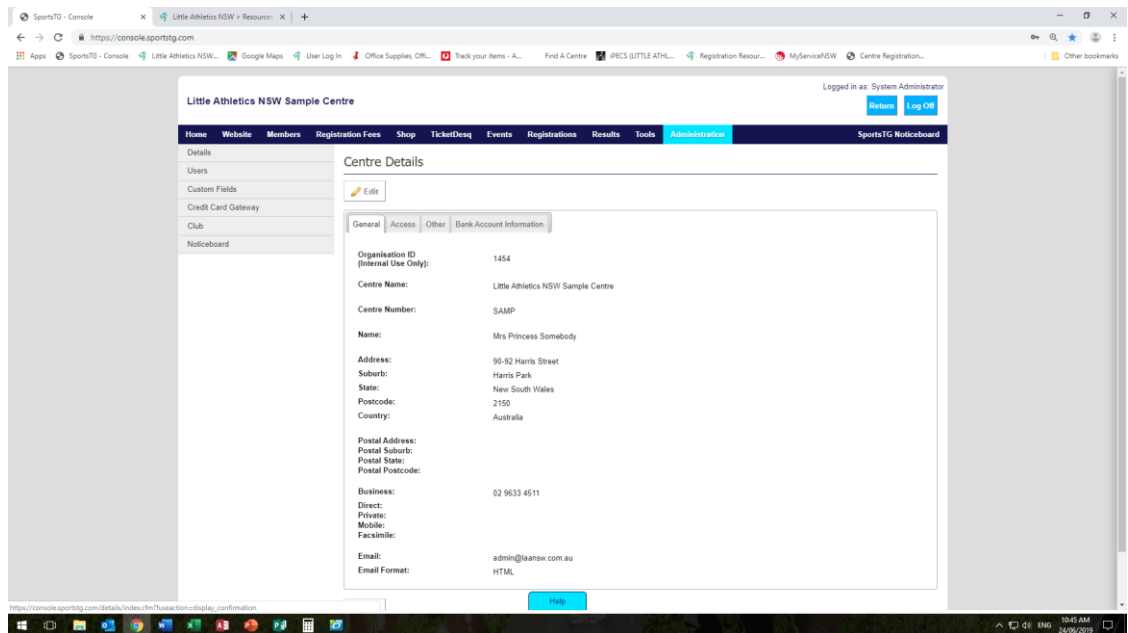 SportsTG - Console
Little Athletics NSW > Resource:
https://console.sportstg.com
Apps SportsTG - Console Little Athletics NSW... Google Maps User Log In Office Supplies, Offi... Track your items - A... Find A Centre iPECS (LITTLE ATHL... Registration Resour... MyServiceNSW Centre Registration... Other bookmarks
Logged in as: System Administrator
Little Athletics NSW Sample Centre
Return Log Off
Home Website Members Registration Fees Shop TicketDesq Events Registrations Results Tools Administration SportsTG Noticeboard
Details
Users
Custom Fields
Credit Card Gateway
Club
Noticeboard
Centre Details
Edit
General Access Other Bank Account Information
Organisation ID
(Internal Use Only): 1454
Centre Name: Little Athletics NSW Sample Centre
Centre Number: SAMP
Name: Mrs Princess Somebody
Address: 90-92 Harris Street
Suburb: Harris Park
State: New South Wales
Postcode: 2150
Country: Australia
Postal Address:
Postal Suburb:
Postal State:
Postal Postcode:
Business: 02 9633 4511
Direct:
Private:
Mobile:
Facsimile:
Email: admin@laansw.com.au
Email Format: HTML
Help
https://console.sportstg.com/details/index.cfm?fuseaction=display_confirmation
ENG
10:45 AM
24/06/2019